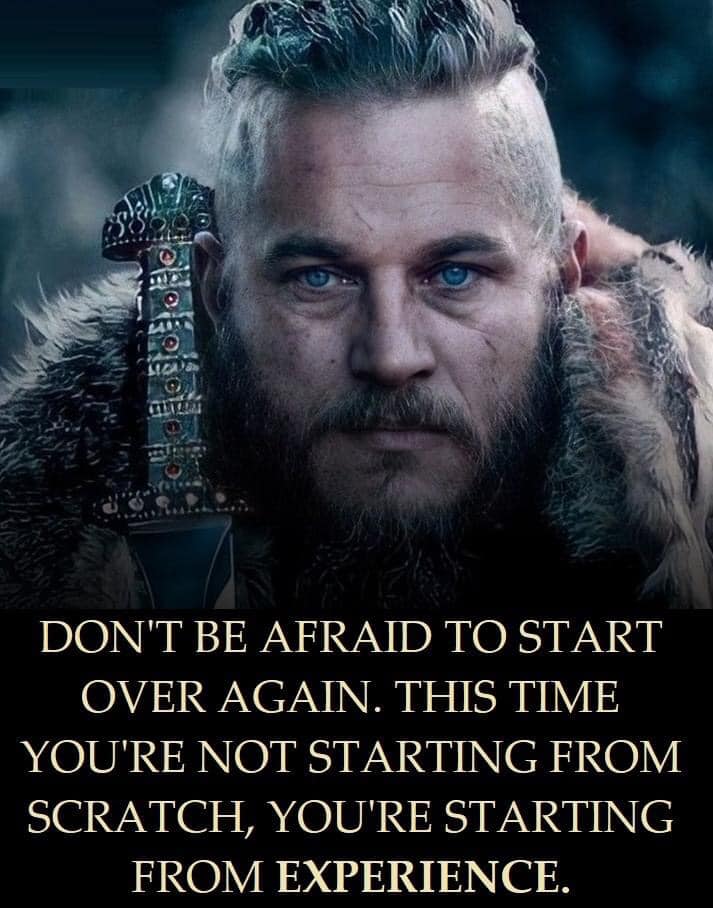 DON'T BE AFRAID TO START
OVER AGAIN. THIS TIME
YOU'RE NOT STARTING FROM
SCRATCH, YOU'RE STARTING
FROM EXPERIENCE.